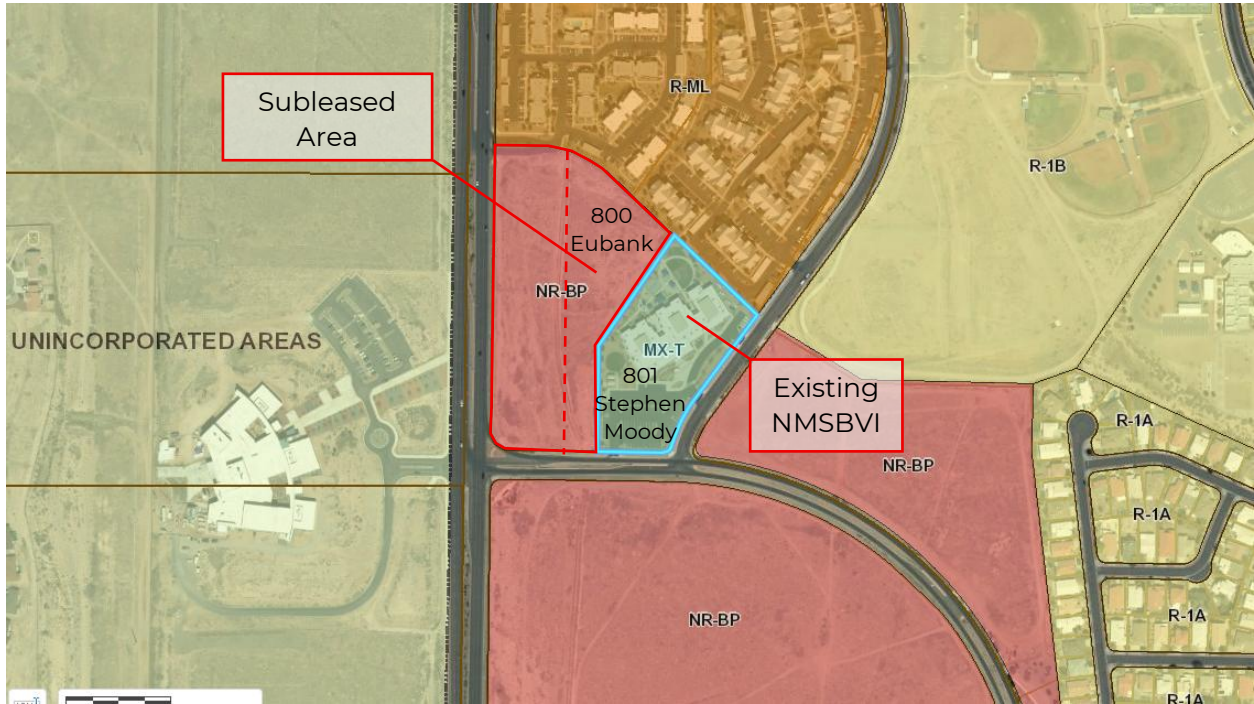 Subleased
Area
R-ML
R-1B
800
Eubank
NR-BP
UNINCORPORATED AREAS
MX-T
801
Stephen
Moody
Existing
NMSBVI
R-1A
NR-BP
R-1A
NR-BP
R-1A
R-1A